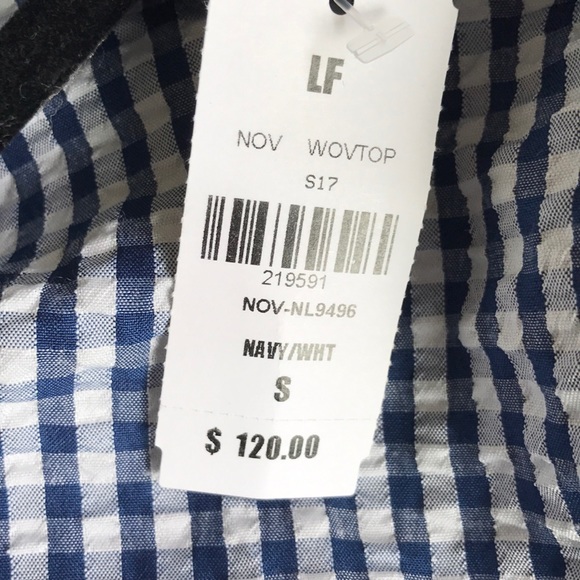 LF
NOV WOVTOP
S17
219591
NOV-NL9496
NAVY/WHT
S
$ 120.00